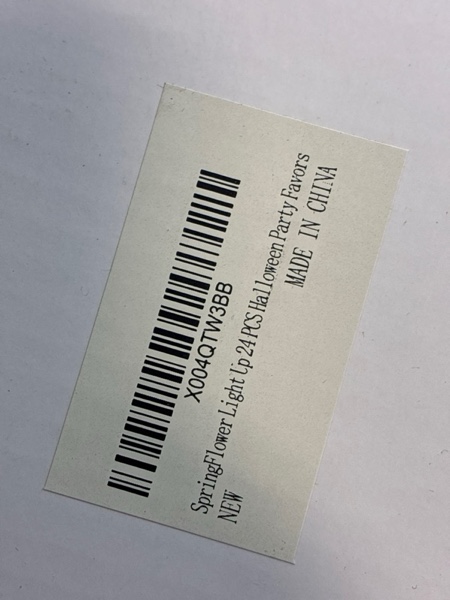 X004QTW3BB
SpringFlower Light Up 24 PCS Halloween Party Favors
NEW
MADE IN CHINA